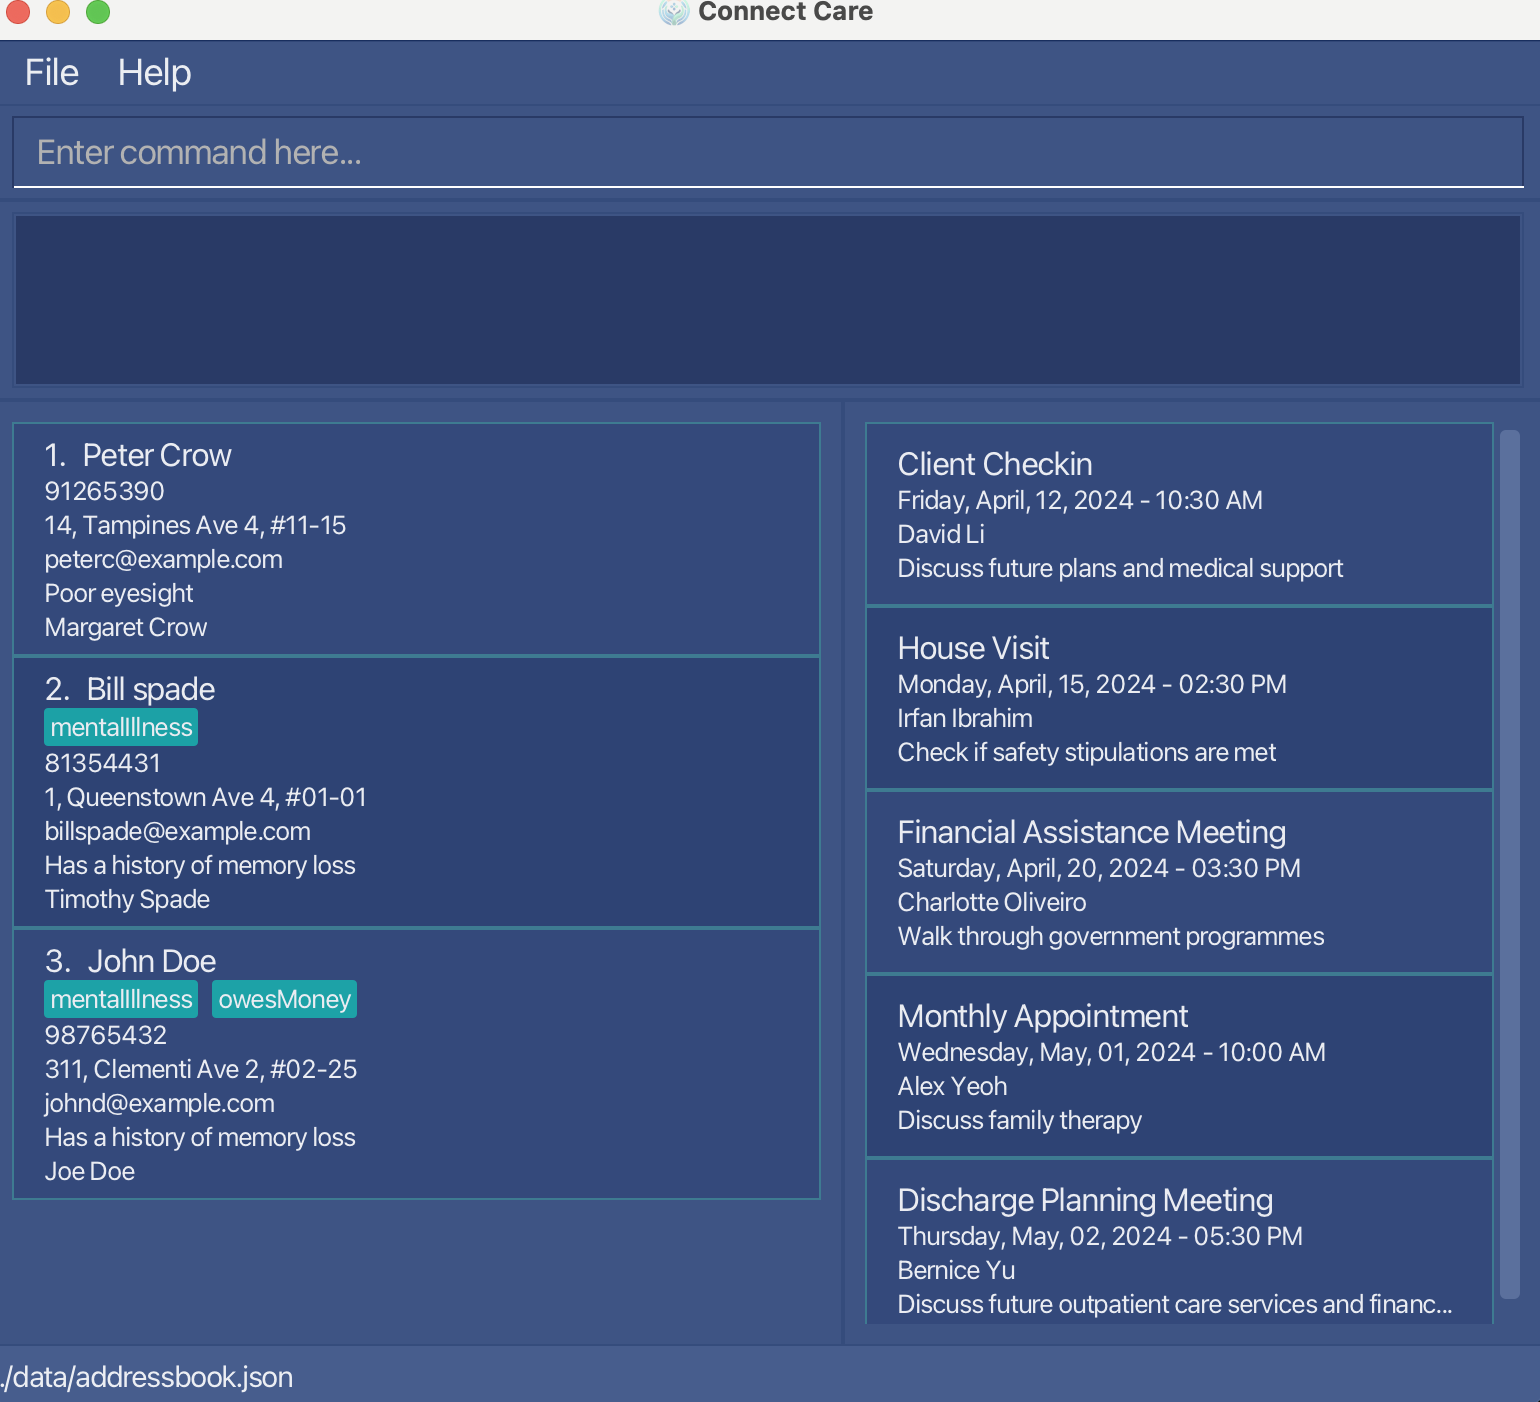 Connect Care
File Help
Enter command here...
1. Peter Crow
91265390
14, Tampines Ave 4, #11-15
peterc@example.com
Poor eyesight
Margaret Crow
2. Bill spade
mentalIllness
81354431
1, Queenstown Ave 4, #01-01
billspade@example.com
Has a history of memory loss
Timothy Spade
3. John Doe
mentalIllness owesMoney
98765432
311, Clementi Ave 2, #02-25
johnd@example.com
Has a history of memory loss
Joe Doe
Client Checkin
Friday, April, 12, 2024 - 10:30 AM
David Li
Discuss future plans and medical support
House Visit
Monday, April, 15, 2024 - 02:30 PM
Irfan Ibrahim
Check if safety stipulations are met
Financial Assistance Meeting
Saturday, April, 20, 2024 - 03:30 PM
Charlotte Oliveiro
Walk through government programmes
Monthly Appointment
Wednesday, May, 01, 2024 - 10:00 AM
Alex Yeoh
Discuss family therapy
Discharge Planning Meeting
Thursday, May, 02, 2024 - 05:30 PM
Bernice Yu
Discuss future outpatient care services and financ...
./data/addressbook.json